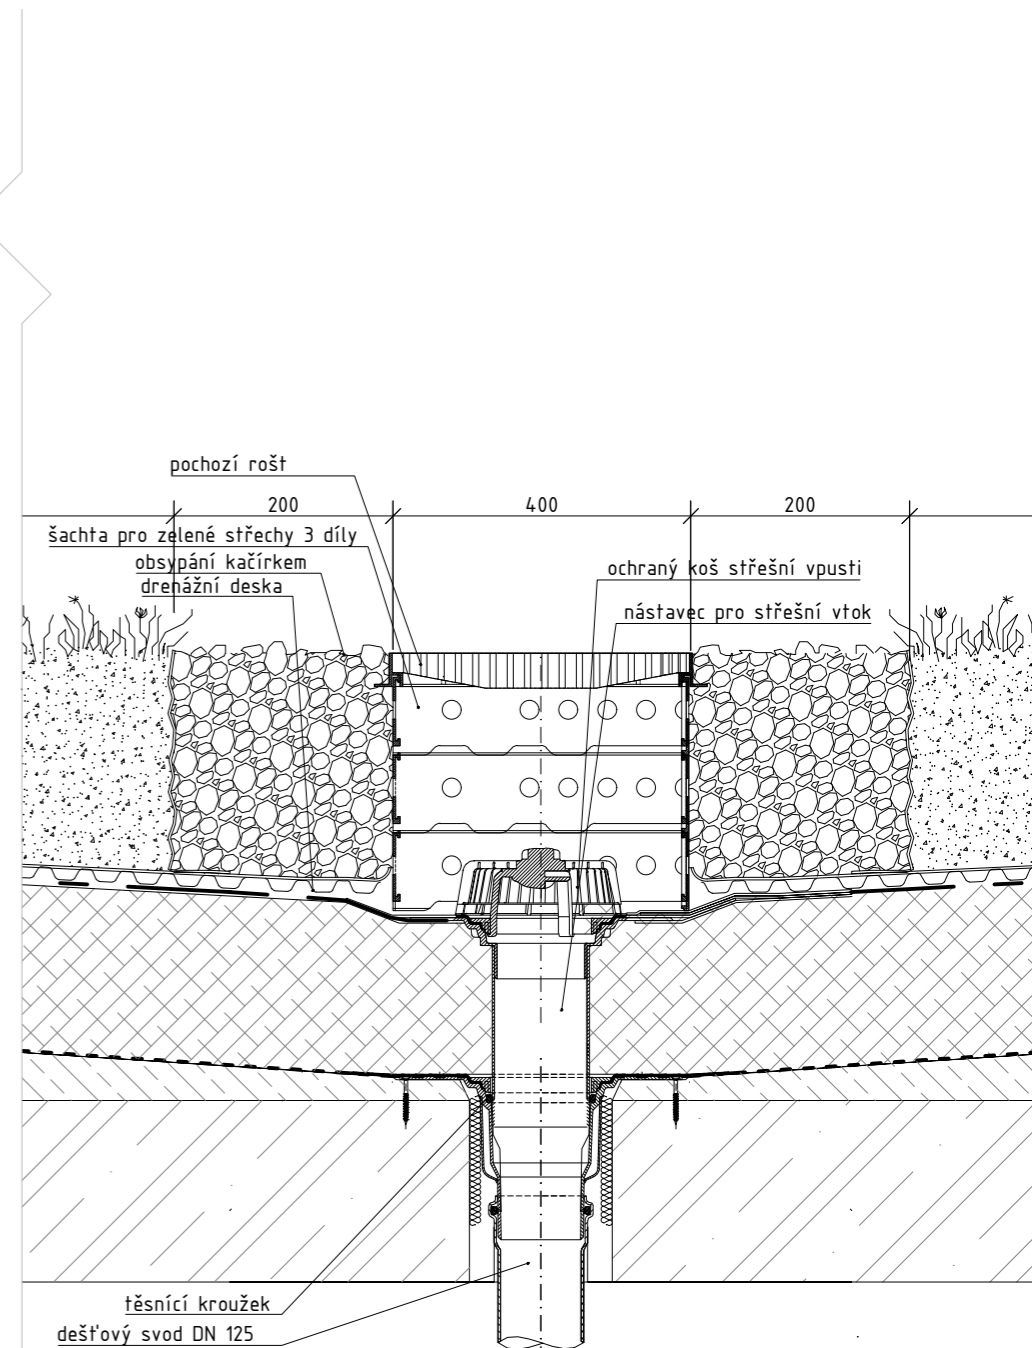 pochozí rošt
200
400
200
šachta pro zelené střechy 3 díly
obsypání kačírkem
drenážní deska
ochraný koš střešní vpusti
nástavec pro střešní vtok
těsnící kroužek
dešťový svod DN 125